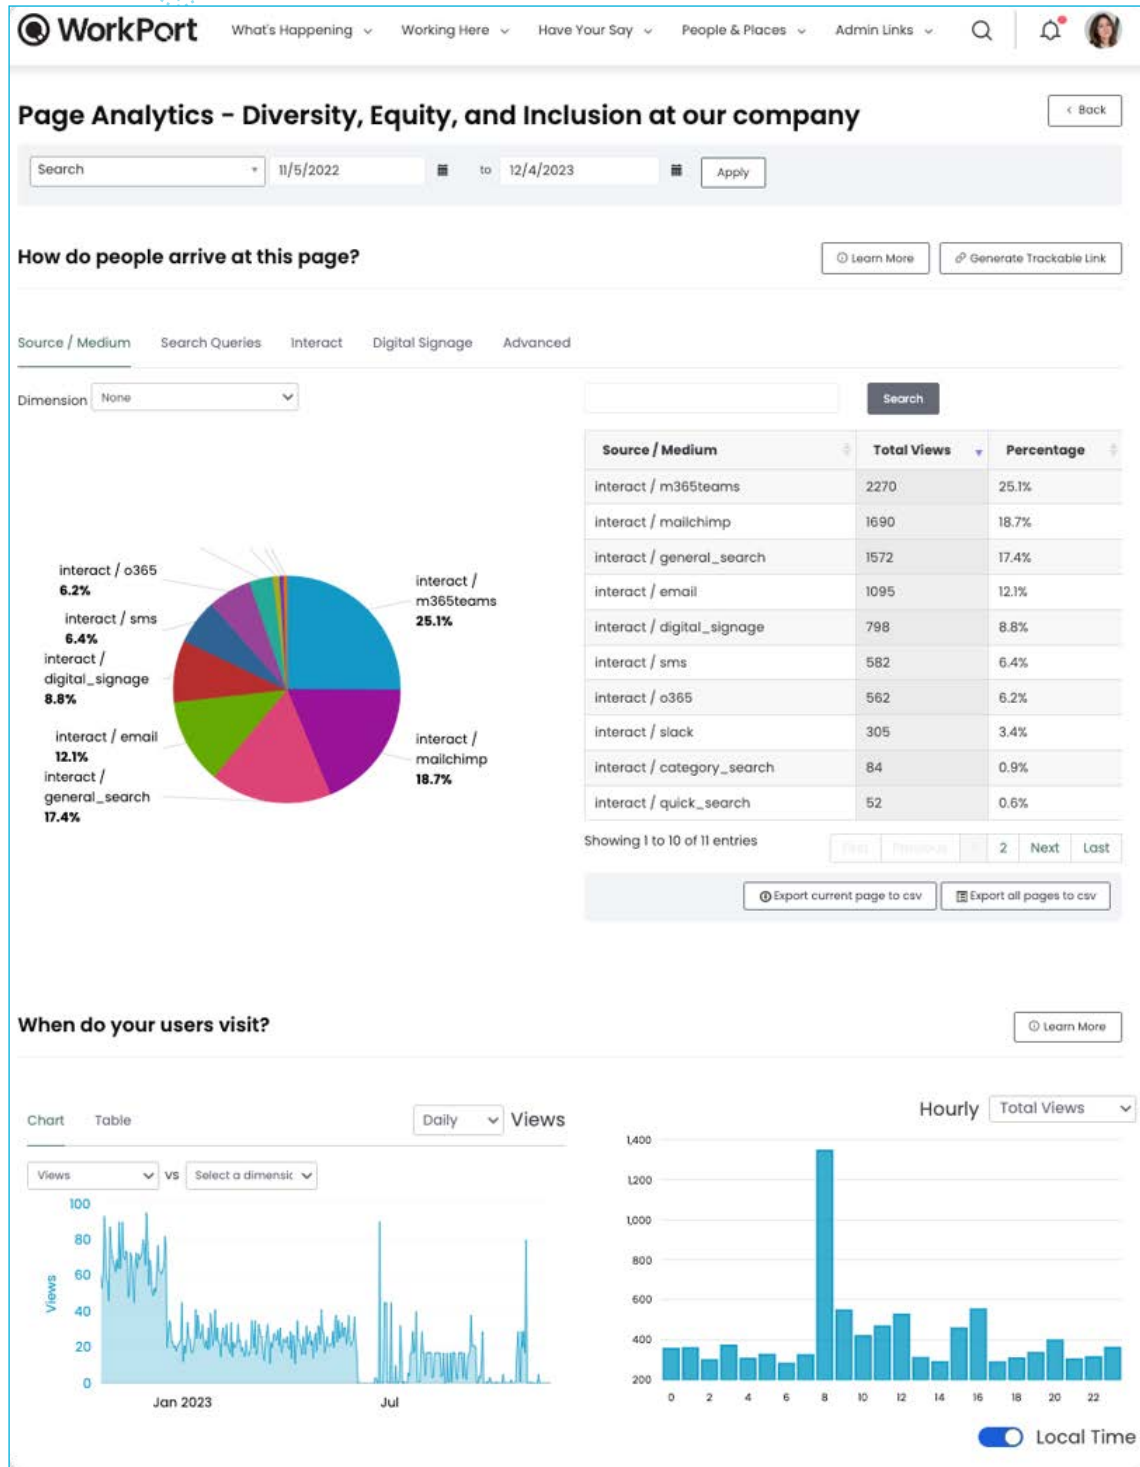 WorkPort What's Happening Working Here Have Your Say People & Places Admin Links
Page Analytics - Diversity, Equity, and Inclusion at our company
< Back
Search 11/5/2022 to 12/4/2023 Apply
How do people arrive at this page?
Learn More Generate Trackable Link
Source / Medium Search Queries Interact Digital Signage Advanced
Dimension None
Search
interact / o365
6.2%
interact / sms
6.4%
interact /
digital_signage
8.8%
interact / email
12.1%
interact /
general_search
17.4%
interact /
m365teams
25.1%
interact /
mailchimp
18.7%
Source / Medium Total Views Percentage
interact / m365teams 2270 25.1%
interact / mailchimp 1690 18.7%
interact / general_search 1572 17.4%
interact / email 1095 12.1%
interact / digital_signage 798 8.8%
interact / sms 582 6.4%
interact / o365 562 6.2%
interact / slack 305 3.4%
interact / category_search 84 0.9%
interact / quick_search 52 0.6%
Showing 1 to 10 of 11 entries
First Previous 1 2 Next Last
Export current page to csv Export all pages to csv
When do your users visit?
Learn More
Chart Table
Daily Views
Views vs Select a dimensic
100
80
60
40
20
0
Views
Jan 2023 Jul
Hourly Total Views
1,400
1,200
1,000
800
600
400
200
0 2 4 6 8 10 12 14 16 18 20 22
Local Time